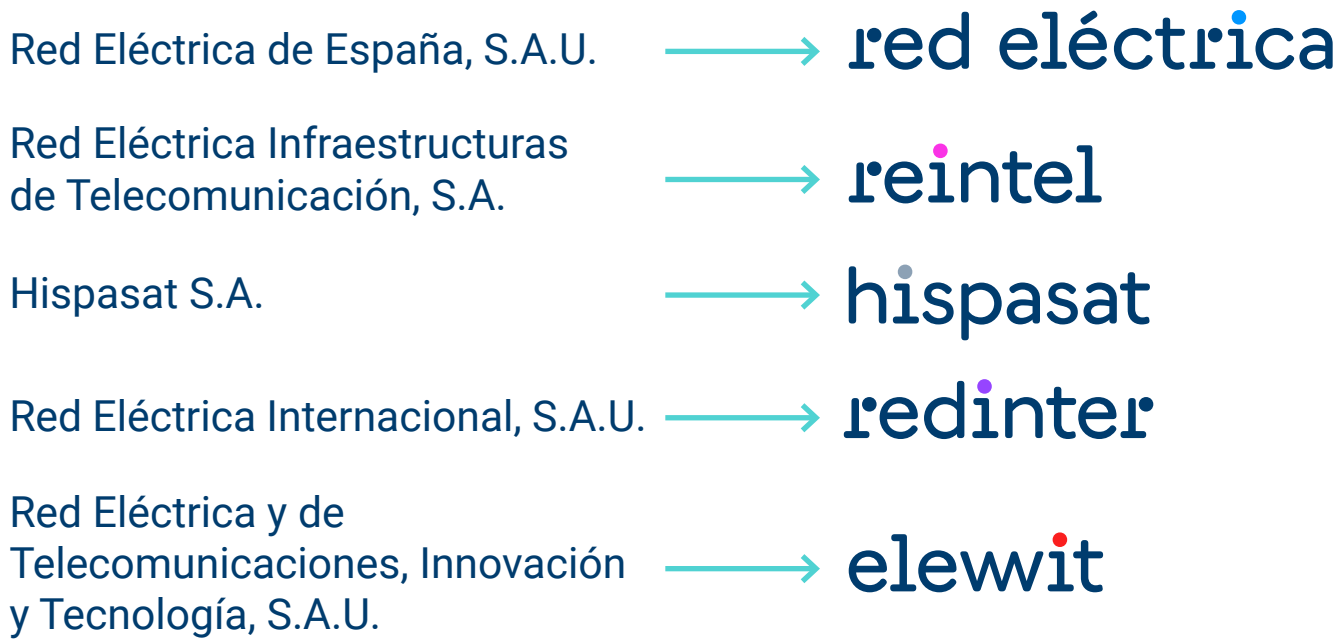 Red Eléctrica de España, S.A.U.
red eléctrica
Red Eléctrica Infraestructuras
de Telecomunicación, S.A.
reintel
Hispasat S.A.
hispasat
Red Eléctrica Internacional, S.A.U.
redinter
Red Eléctrica y de
Telecomunicaciones, Innovación
y Tecnología, S.A.U.
elewit